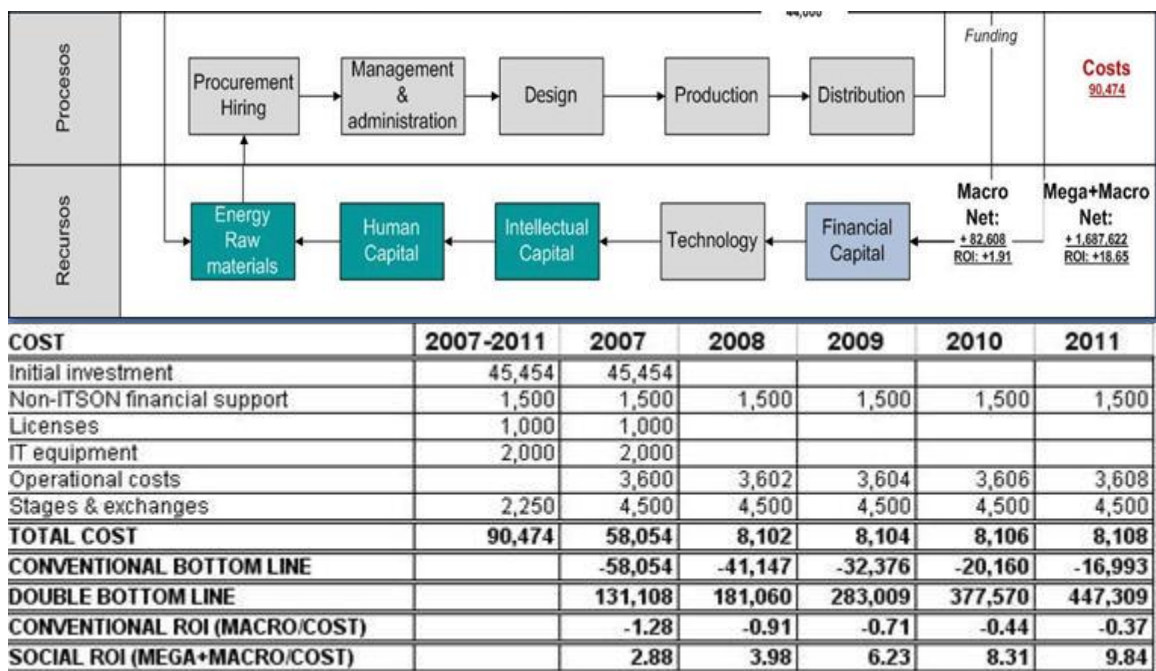 44,000
Funding
Procesos
Procurement
Hiring
Management
&
administration
Design
Production
Distribution
Costs
90,474
Recursos
Energy
Raw
materials
Human
Capital
Intellectual
Capital
Technology
Financial
Capital
Macro
Net:
+ 82,608
ROI: +1.91
Mega+Macro
Net:
+ 1,687,622
ROI: +18.65
COST 2007-2011 2007 2008 2009 2010 2011
Initial investment 45,454 45,454
Non-ITSON financial support 1,500 1,500 1,500 1,500 1,500 1,500
Licenses 1,000 1,000
IT equipment 2,000 2,000
Operational costs 3,600 3,602 3,604 3,606 3,608
Stages & exchanges 2,250 4,500 4,500 4,500 4,500 4,500
TOTAL COST 90,474 58,054 8,102 8,104 8,106 8,108
CONVENTIONAL BOTTOM LINE -58,054 -41,147 -32,376 -20,160 -16,993
DOUBLE BOTTOM LINE 131,108 181,060 283,009 377,570 447,309
CONVENTIONAL ROI (MACRO/COST) -1.28 -0.91 -0.71 -0.44 -0.37
SOCIAL ROI (MEGA+MACRO/COST) 2.88 3.98 6.23 8.31 9.84